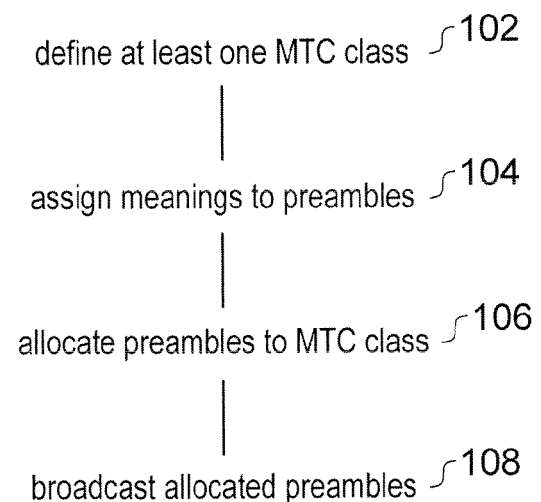 define at least one MTC class 102
assign meanings to preambles 104
allocate preambles to MTC class 106
broadcast allocated preambles 108